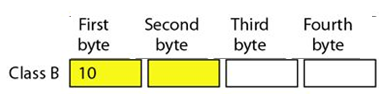 First Second Third Fourth
byte byte byte byte
Class B 10